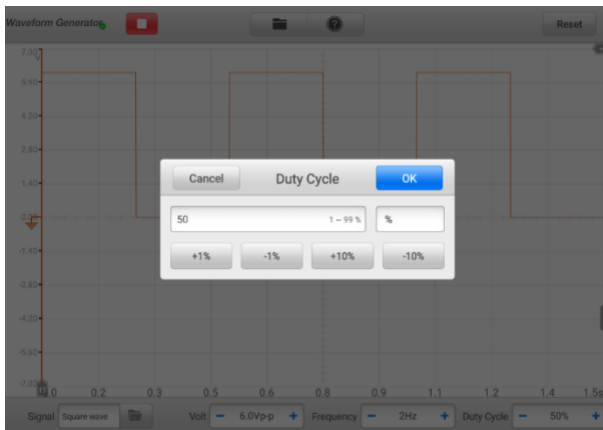 Waveform Generator
Reset
7.00
V
5.60
4.20
2.80
Cancel Duty Cycle OK
1.40
50 1 ~ 99 % %
0.00
+1% -1% +10% -10%
-1.40
-2.80
-4.20
-5.60
-7.00
0.0 0.2 0.3 0.5 0.6 0.8 0.9 1.1 1.2 1.4 1.5s
Signal Square wave Volt - 6.0Vp-p + Frequency - 2Hz + Duty Cycle - 50% +